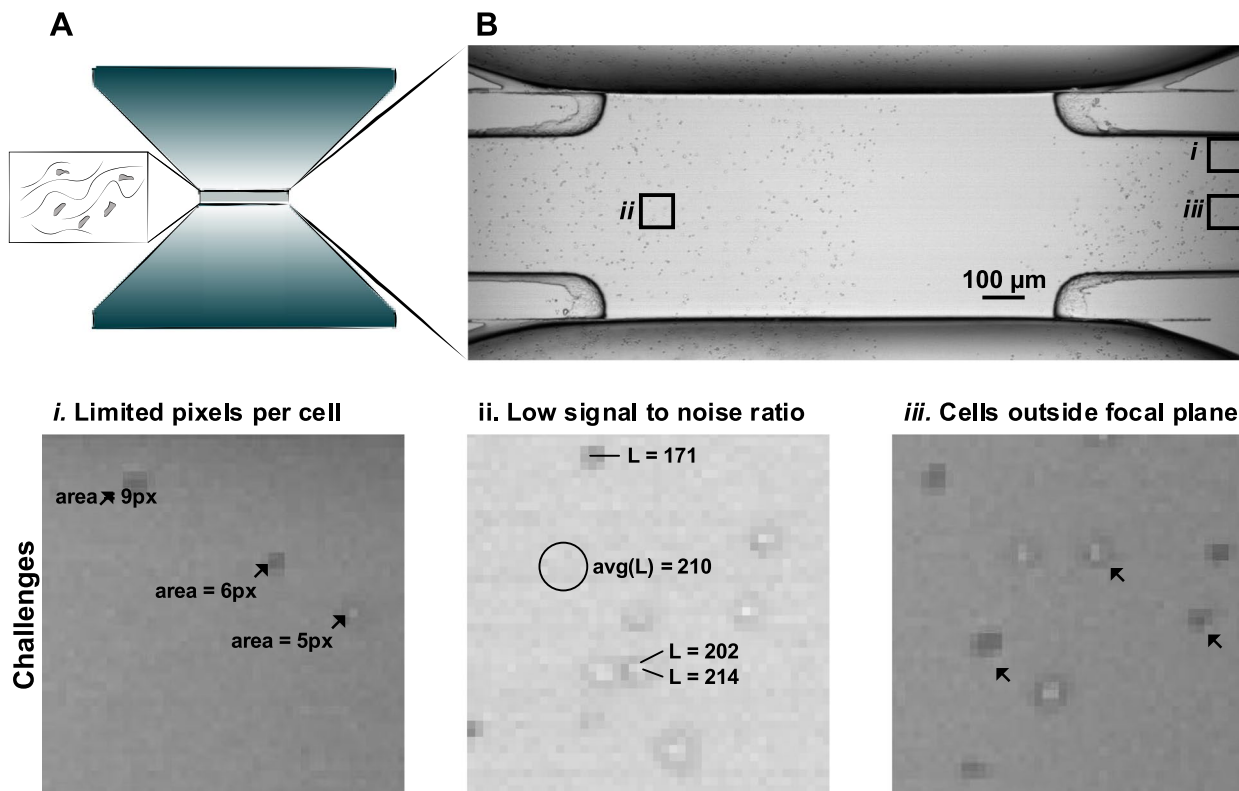 A
B
i
ii
iii
100 µm
i. Limited pixels per cell
ii. Low signal to noise ratio
iii. Cells outside focal plane
Challenges
area = 9px
area = 6px
area = 5px
L = 171
avg(L) = 210
L = 202
L = 214